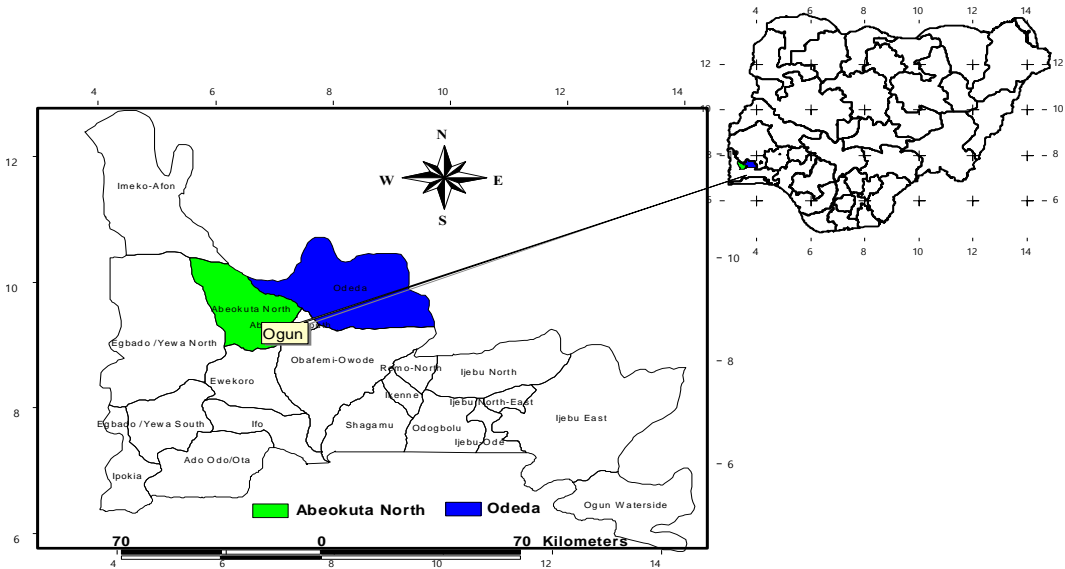 4 6 8 10 12 14
12 12
10 10
8 8
6 6
4 6 8 10 12 14
4 6 8 10 12 14
12
10
8
6
10
8
6
4 6 8 10 12 14
N
W E
S
Imeko-Afon
Odeda
Abeokuta North
Ogun
Egbado /Yewa North
Obafemi-Owode
Remo-North
Ijebu North
Ewekoro
Ikenne
Ijebu North-East
Ijebu East
Egbado /Yewa South
Ifo
Shagamu
Odogbolu
Ijebu-Ode
Ado Odo/Ota
Ipokia
Ogun Waterside
Abeokuta North Odeda
70 0 70 Kilometers